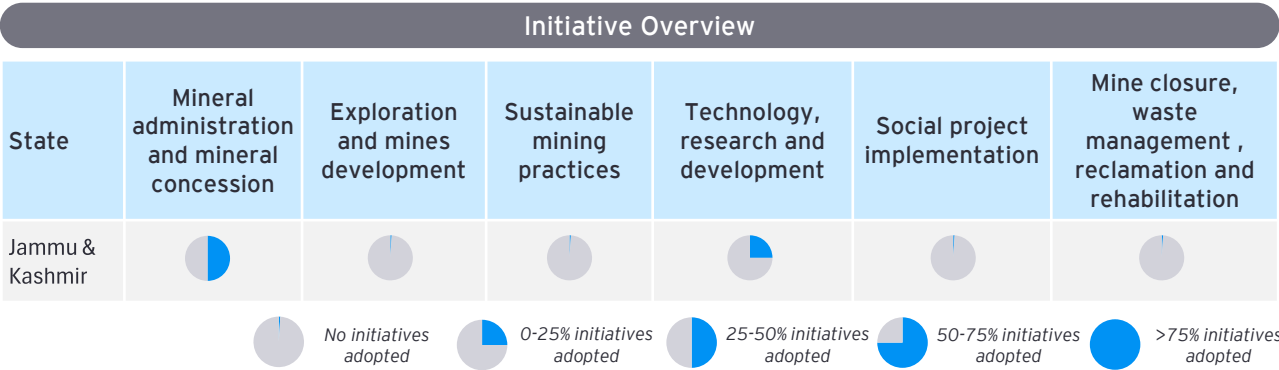 Initiative Overview
State
Mineral
administration
and mineral
concession
Exploration
and mines
development
Sustainable
mining
practices
Technology,
research and
development
Social project
implementation
Mine closure,
waste
management ,
reclamation and
rehabilitation
Jammu &
Kashmir
No initiatives
adopted
0-25% initiatives
adopted
25-50% initiatives
adopted
50-75% initiatives
adopted
>75% initiatives
adopted